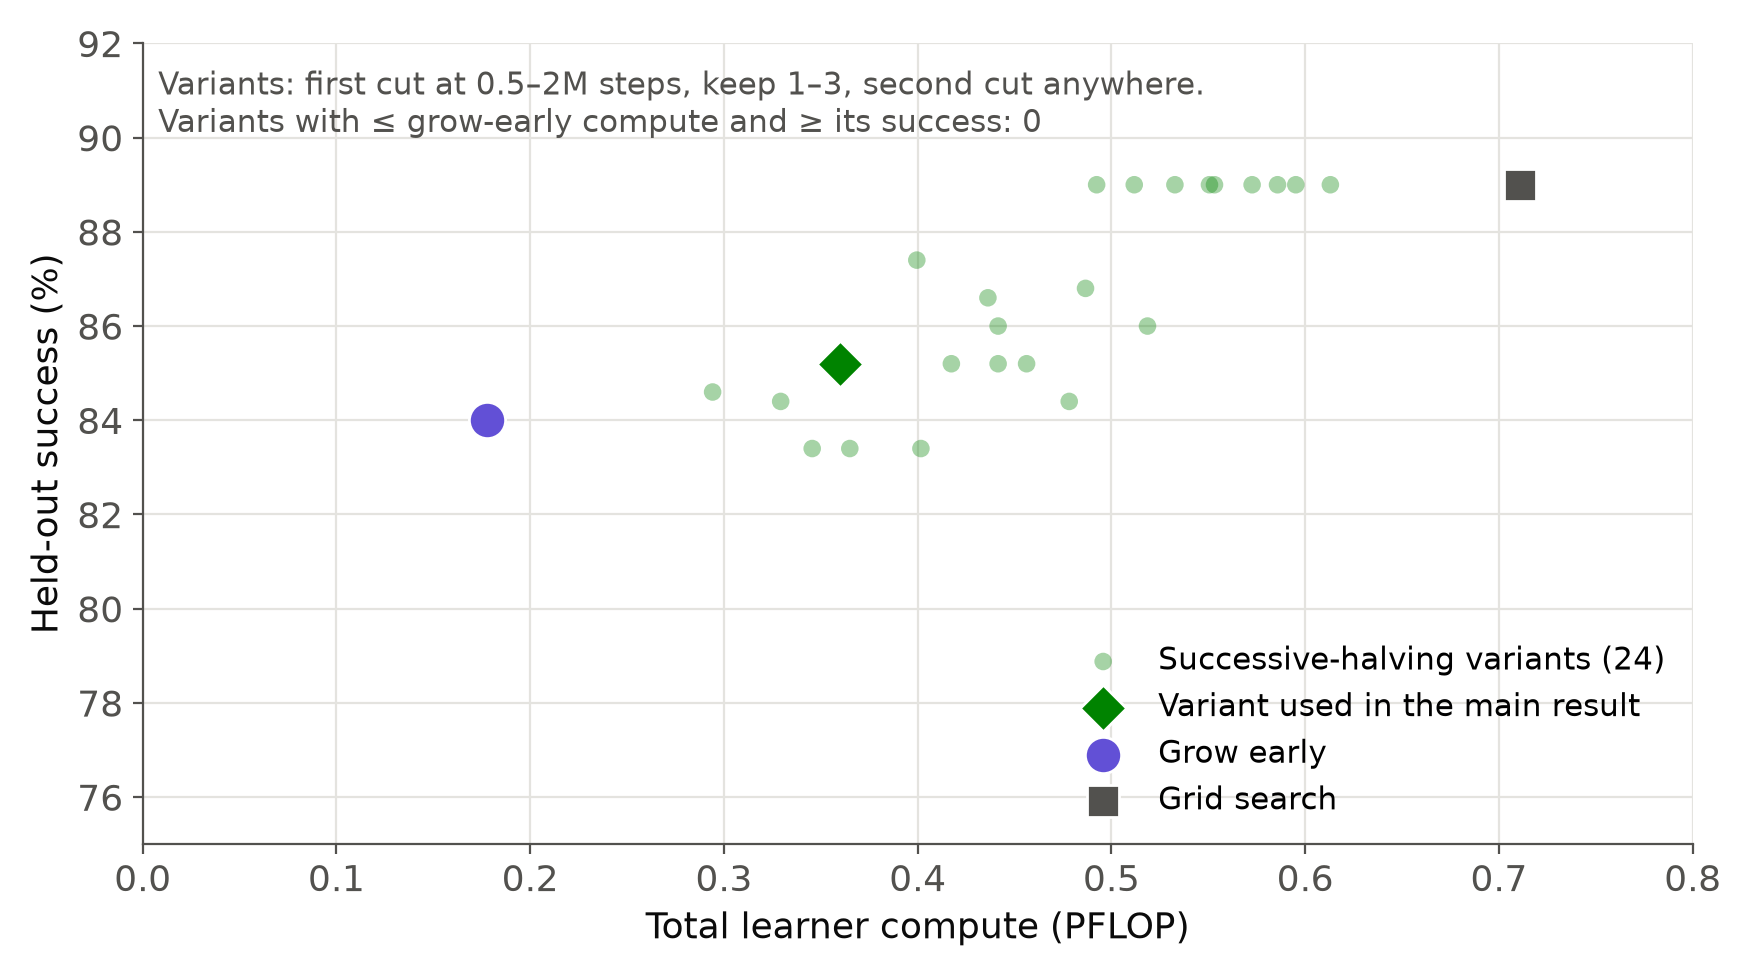 92
90
88
86
84
82
80
78
76
Held-out success (%)
Variants: first cut at 0.5–2M steps, keep 1–3, second cut anywhere.
Variants with ≤ grow-early compute and ≥ its success: 0
Successive-halving variants (24)
Variant used in the main result
Grow early
Grid search
0.0 0.1 0.2 0.3 0.4 0.5 0.6 0.7 0.8
Total learner compute (PFLOP)